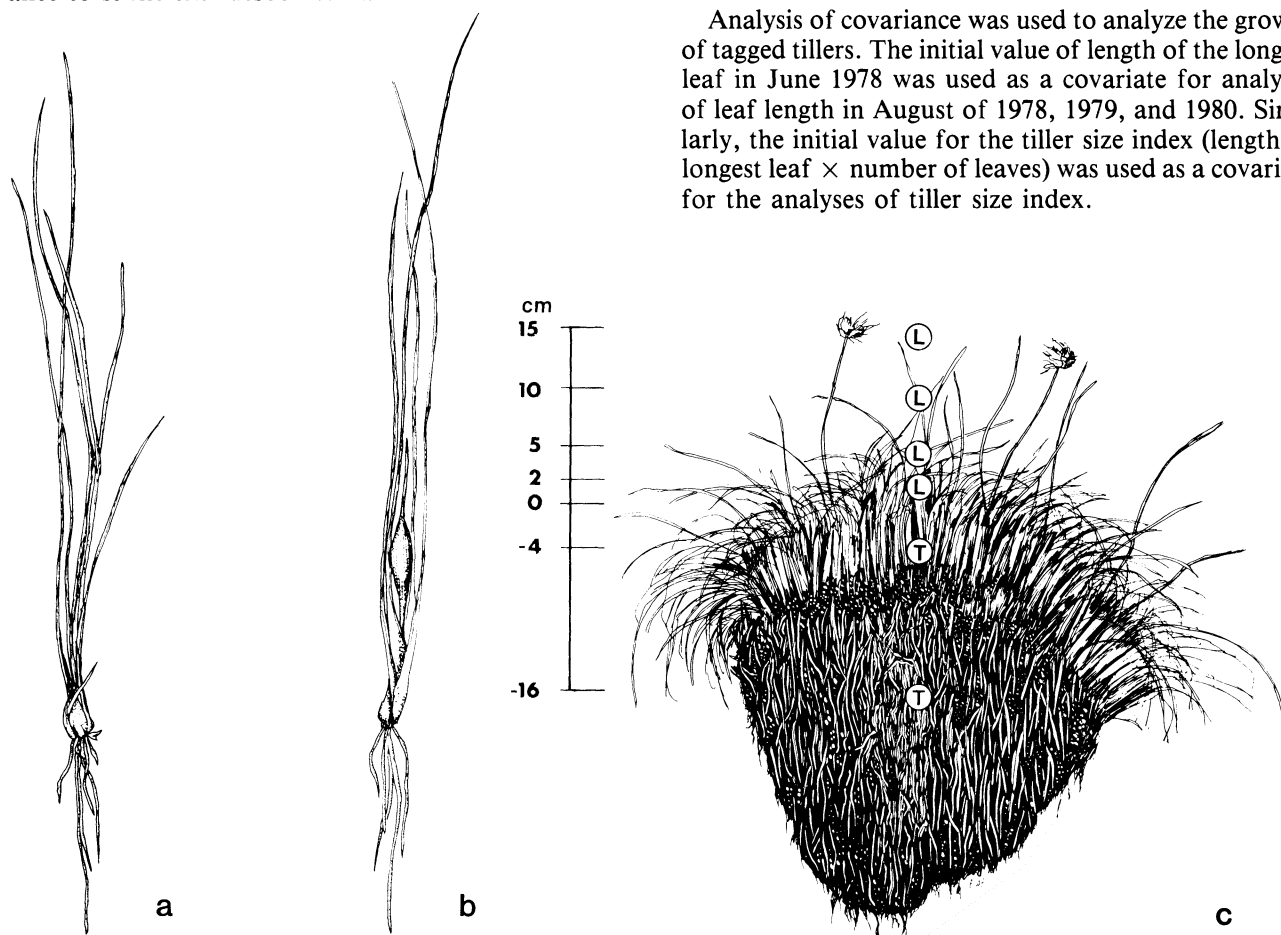 Analysis of covariance was used to analyze the grow
of tagged tillers. The initial value of length of the long
leaf in June 1978 was used as a covariate for analy
of leaf length in August of 1978, 1979, and 1980. Sim
larly, the initial value for the tiller size index (length
longest leaf × number of leaves) was used as a covari
for the analyses of tiller size index.
cm
15
10
5
2
0
-4
-16
L
L
L
L
T
T
a
b
c